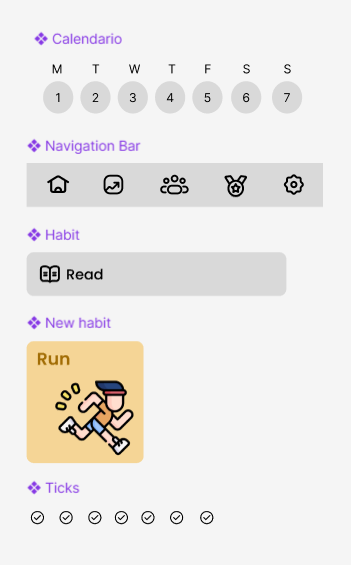 Calendario
M T W T F S S
1 2 3 4 5 6 7
Navigation Bar
Habit
Read
New habit
Run
Ticks